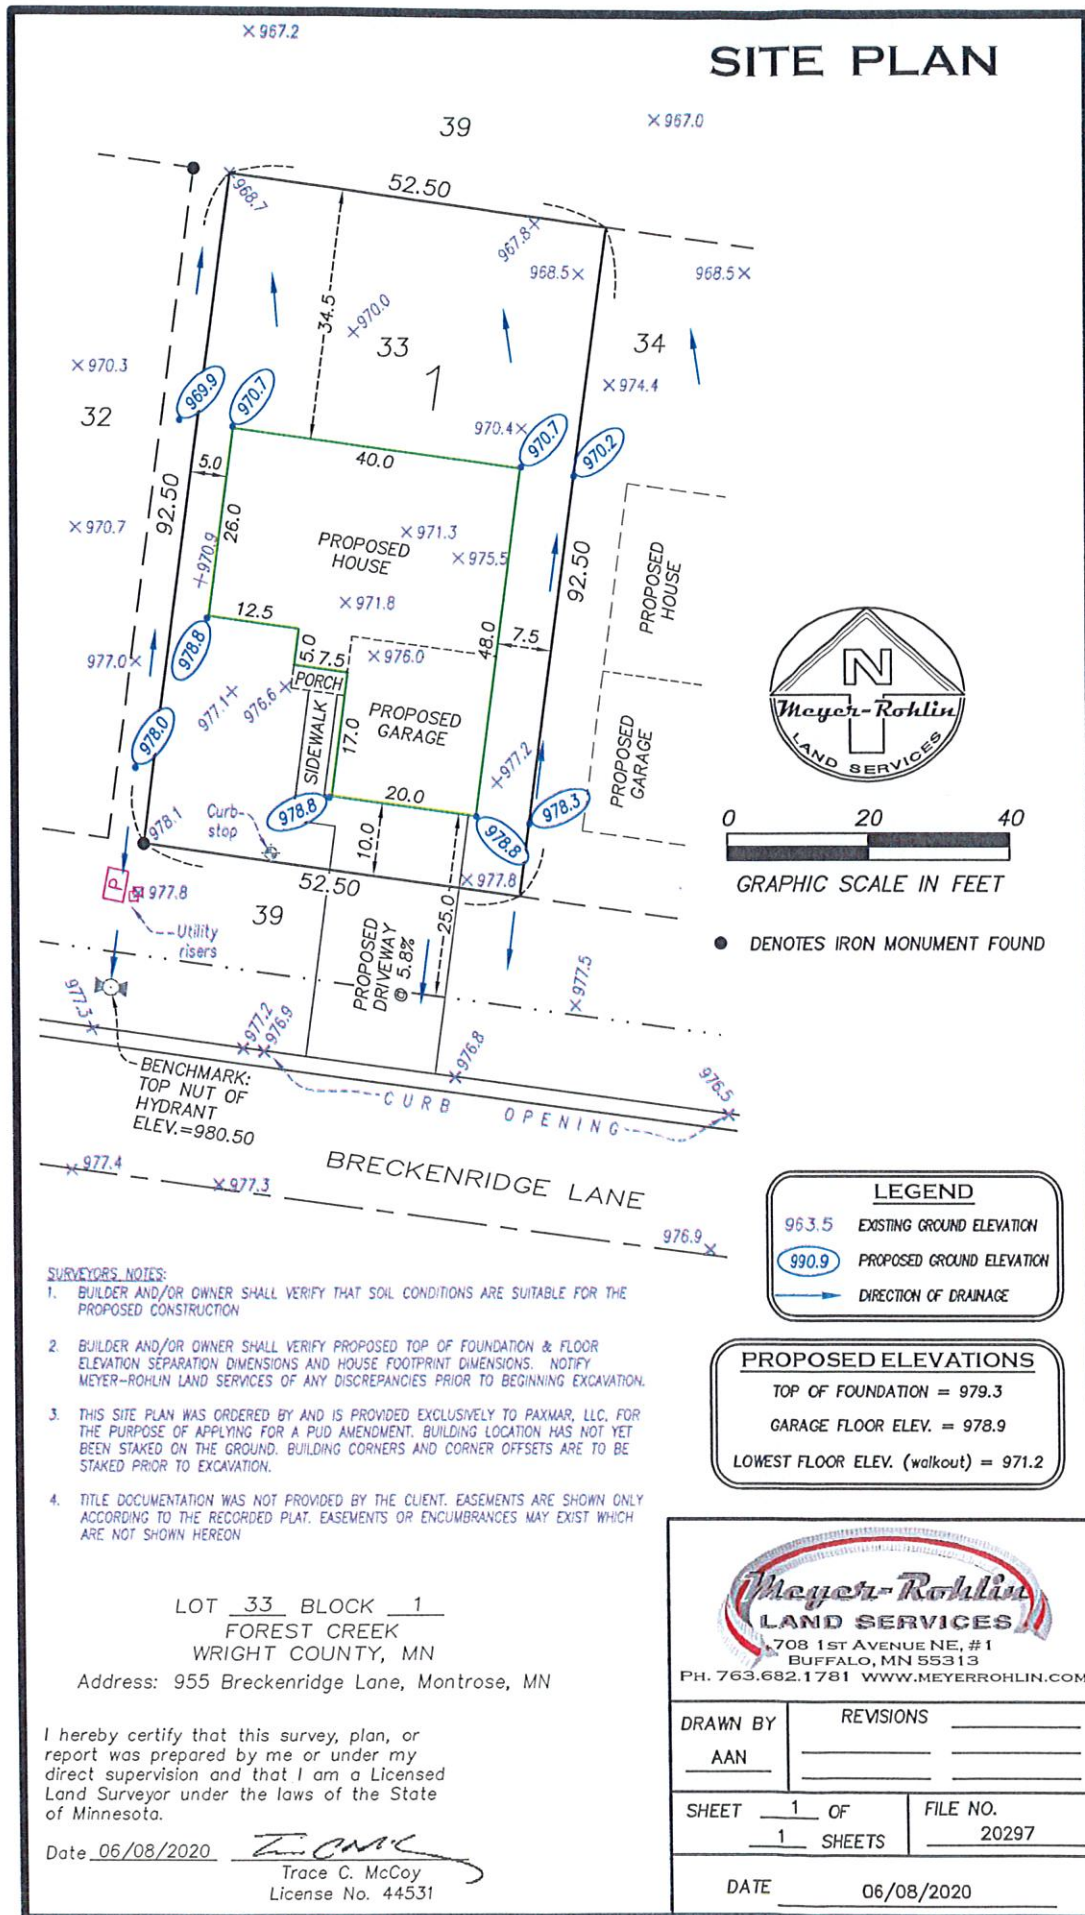 SITE PLAN
967.2
967.0
39
52.50
968.7
967.8
968.5
968.5
34.5
970.0
33
1
34
970.3
974.4
32
969.9
970.7
970.4
970.7
970.2
5.0
40.0
92.50
26.0
970.7
970.9
971.3
PROPOSED
HOUSE
975.5
92.50
PROPOSED
HOUSE
971.8
12.5
5.0
7.5
48.0
7.5
976.0
978.8
977.0
PORCH
977.1
976.6
SIDEWALK
17.0
PROPOSED
GARAGE
PROPOSED
GARAGE
978.0
977.2
20.0
978.8
978.8
978.3
978.1
Curb-
stop
10.0
52.50
977.8
977.8
P
39
25.0
Utility
risers
PROPOSED
DRIVEWAY
@ 5.8%
977.5
977.3
977.2
976.9
976.8
976.5
BENCHMARK:
TOP NUT OF
HYDRANT
ELEV.=980.50
CURB OPENING
977.4
977.3
BRECKENRIDGE LANE
976.9
N
Meyer-Rohlin
LAND SERVICES
0 20 40
GRAPHIC SCALE IN FEET
DENOTES IRON MONUMENT FOUND
LEGEND
963.5 EXISTING GROUND ELEVATION
990.9 PROPOSED GROUND ELEVATION
DIRECTION OF DRAINAGE
PROPOSED ELEVATIONS
TOP OF FOUNDATION = 979.3
GARAGE FLOOR ELEV. = 978.9
LOWEST FLOOR ELEV. (walkout) = 971.2
SURVEYORS NOTES:
1. BUILDER AND/OR OWNER SHALL VERIFY THAT SOIL CONDITIONS ARE SUITABLE FOR THE
PROPOSED CONSTRUCTION
2. BUILDER AND/OR OWNER SHALL VERIFY PROPOSED TOP OF FOUNDATION & FLOOR
ELEVATION SEPARATION DIMENSIONS AND HOUSE FOOTPRINT DIMENSIONS. NOTIFY
MEYER-ROHLIN LAND SERVICES OF ANY DISCREPANCIES PRIOR TO BEGINNING EXCAVATION.
3. THIS SITE PLAN WAS ORDERED BY AND IS PROVIDED EXCLUSIVELY TO PAXMAR, LLC, FOR
THE PURPOSE OF APPLYING FOR A PUD AMENDMENT. BUILDING LOCATION HAS NOT YET
BEEN STAKED ON THE GROUND. BUILDING CORNERS AND CORNER OFFSETS ARE TO BE
STAKED PRIOR TO EXCAVATION.
4. TITLE DOCUMENTATION WAS NOT PROVIDED BY THE CLIENT. EASEMENTS ARE SHOWN ONLY
ACCORDING TO THE RECORDED PLAT. EASEMENTS OR ENCUMBRANCES MAY EXIST WHICH
ARE NOT SHOWN HEREON
LOT 33 BLOCK 1
FOREST CREEK
WRIGHT COUNTY, MN
Address: 955 Breckenridge Lane, Montrose, MN
I hereby certify that this survey, plan, or
report was prepared by me or under my
direct supervision and that I am a Licensed
Land Surveyor under the laws of the State
of Minnesota.
Date 06/08/2020
Trace C. McCoy
License No. 44531
Meyer-Rohlin
LAND SERVICES
708 1ST AVENUE NE, #1
BUFFALO, MN 55313
PH. 763.682.1781 WWW.MEYERROHLIN.COM
DRAWN BY
AAN
REVISIONS
SHEET 1 OF
1 SHEETS
FILE NO.
20297
DATE 06/08/2020